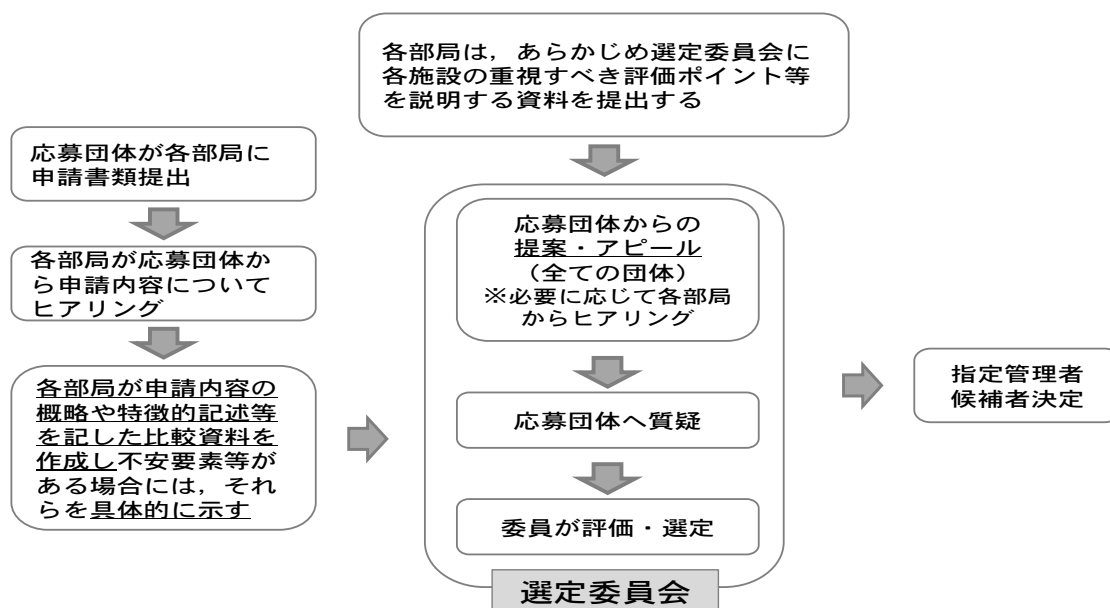 各部局は，あらかじめ選定委員会に
各施設の重視すべき評価ポイント等
を説明する資料を提出する
応募団体が各部局に
申請書類提出
各部局が応募団体か
ら申請内容について
ヒアリング
各部局が申請内容の
概略や特徴的記述等
を記した比較資料を
作成し不安要素等が
ある場合には，それ
らを具体的に示す
応募団体からの
提案・アピール
（全ての団体）
※必要に応じて各部局
からヒアリング
応募団体へ質疑
委員が評価・選定
選定委員会
指定管理者
候補者決定